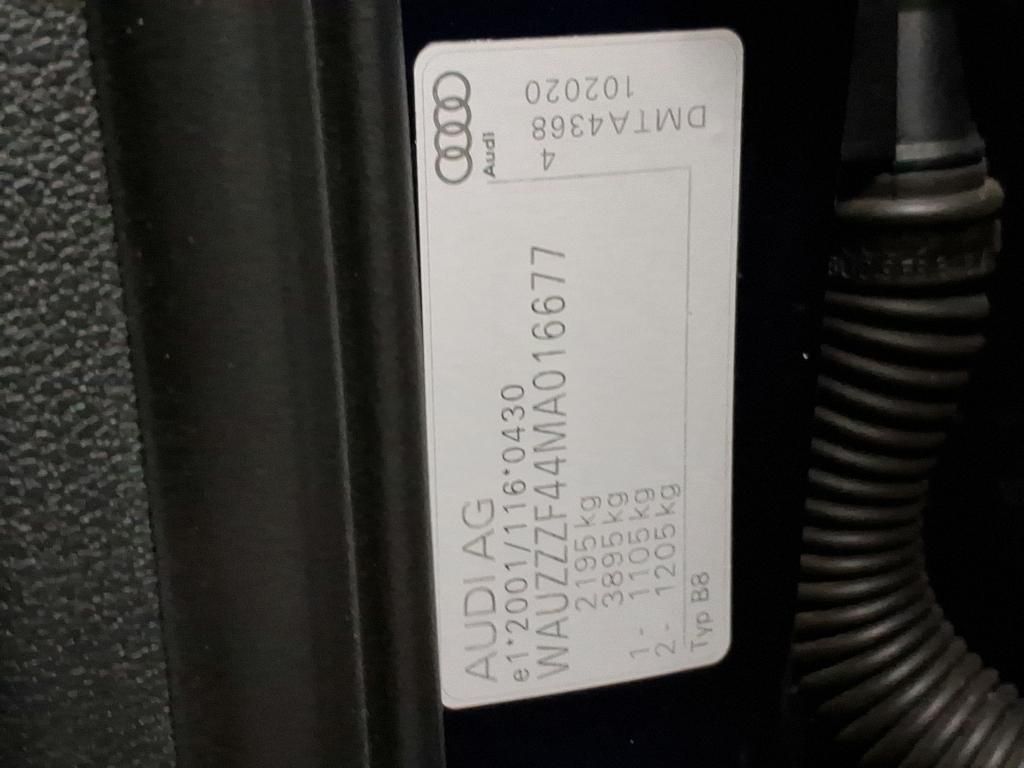 AUDI AG
e1*2001/116*0430
WAUZZZF44MA016677
2195 kg
3895 kg
1 - 1105 kg
2 - 1205 kg
Typ B8
Audi
4
DMTA4368
102020